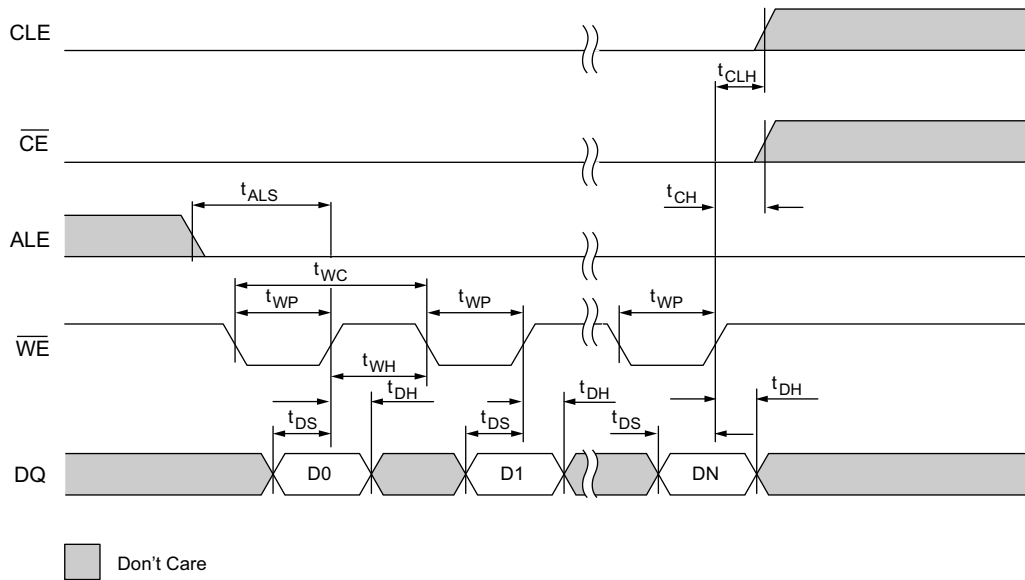 CLE
tCLH
CE
tCH
tALS
ALE
tWC
tWP tWP tWP
WE
tWH
tDH tDH tDH
tDS tDS tDS
DQ D0 D1 DN
Don't Care